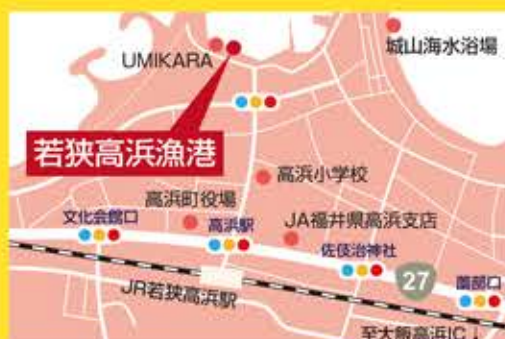 城山海水浴場
UMIKARA
若狭高浜漁港
高浜小学校
高浜町役場
文化会館口
高浜駅
JA福井県高浜支店
佐伎治神社
27
薗部口
JR若狭高浜駅
至大飯高浜IC↓